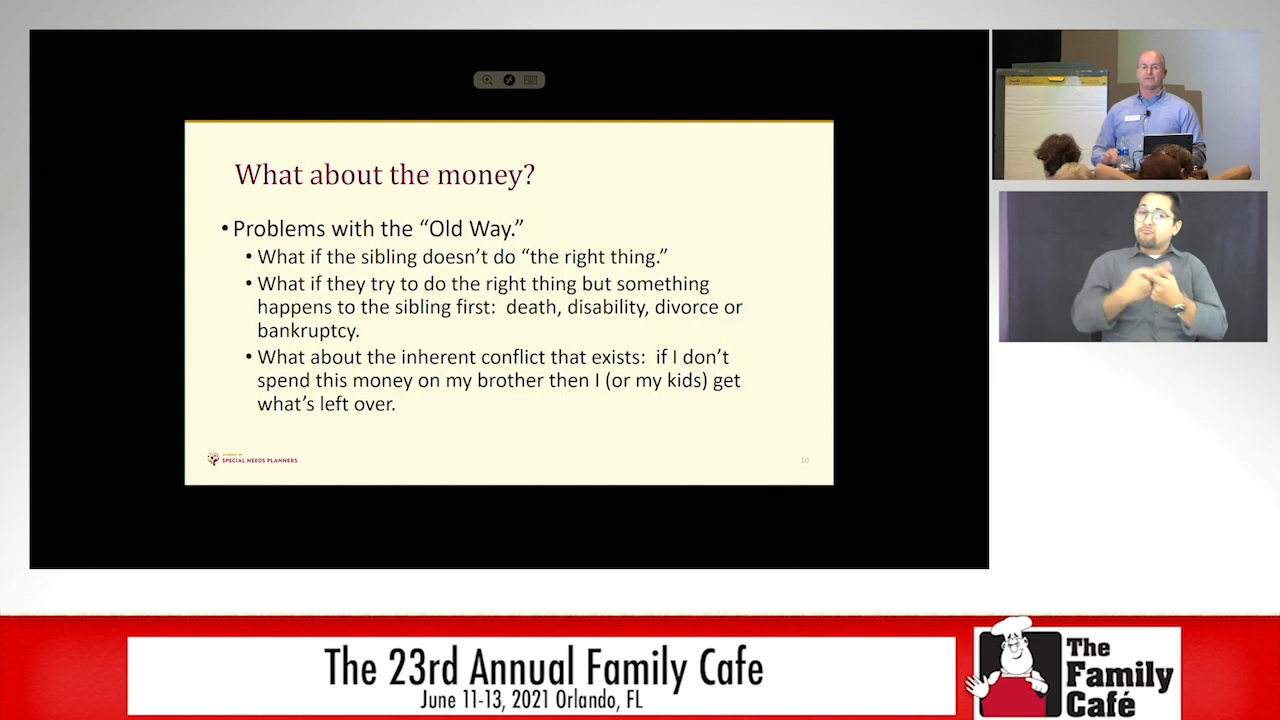 What about the money?
• Problems with the “Old Way.”
• What if the sibling doesn’t do “the right thing.”
• What if they try to do the right thing but something
happens to the sibling first:  death, disability, divorce or
bankruptcy.
• What about the inherent conflict that exists:  if I don’t
spend this money on my brother then I (or my kids) get
what’s left over.
SPECIAL NEEDS PLANNERS
10
The 23rd Annual Family Cafe
June 11-13, 2021 Orlando, FL
The
Family
Café